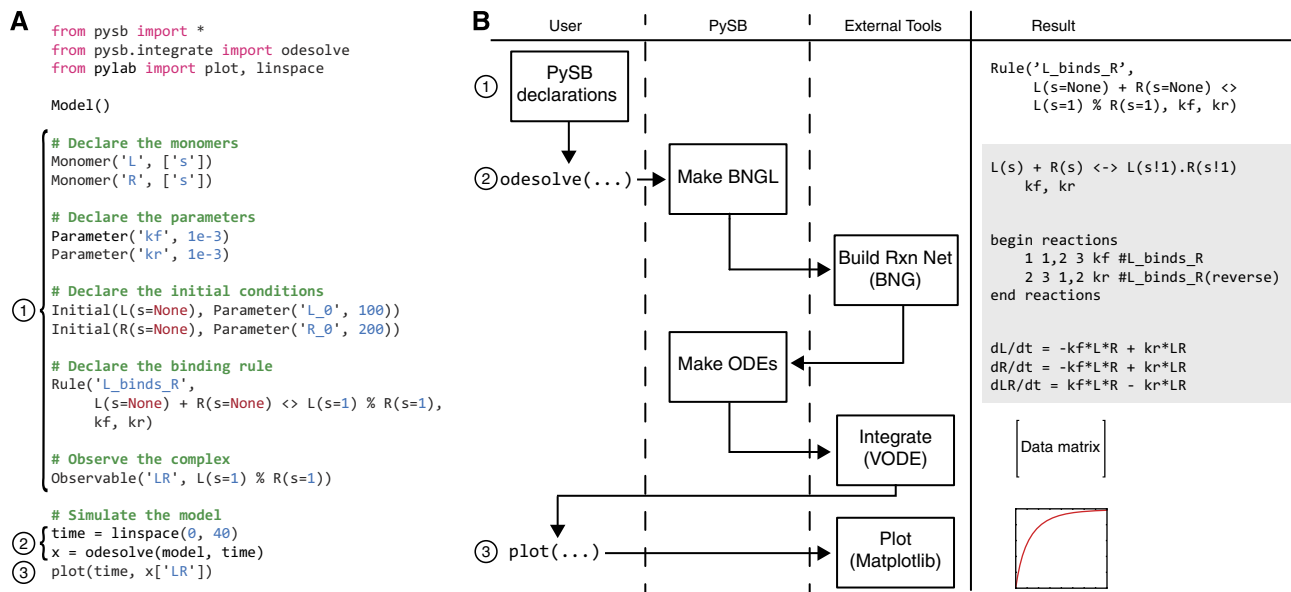 A
from pysb import *
from pysb.integrate import odesolve
from pylab import plot, linspace
Model()
# Declare the monomers
Monomer('L', ['s'])
Monomer('R', ['s'])
# Declare the parameters
Parameter('kf', 1e-3)
Parameter('kr', 1e-3)
# Declare the initial conditions
1
Initial(L(s=None), Parameter('L_0', 100))
Initial(R(s=None), Parameter('R_0', 200))
# Declare the binding rule
Rule('L_binds_R',
L(s=None) + R(s=None) <> L(s=1) % R(s=1),
kf, kr)
# Observe the complex
Observable('LR', L(s=1) % R(s=1))
# Simulate the model
2
time = linspace(0, 40)
x = odesolve(model, time)
3
plot(time, x['LR'])
B
User
PySB
External Tools
Result
1
PySB
declarations
Rule('L_binds_R',
L(s=None) + R(s=None) <>
L(s=1) % R(s=1), kf, kr)
2
odesolve(...)
Make BNGL
L(s) + R(s) <-> L(s!1).R(s!1)
kf, kr
Build Rxn Net
(BNG)
begin reactions
1 1,2 3 kf #L_binds_R
2 3 1,2 kr #L_binds_R(reverse)
end reactions
Make ODEs
dL/dt = -kf*L*R + kr*LR
dR/dt = -kf*L*R + kr*LR
dLR/dt = kf*L*R - kr*LR
Integrate
(VODE)
Data matrix
3
plot(...)
Plot
(Matplotlib)